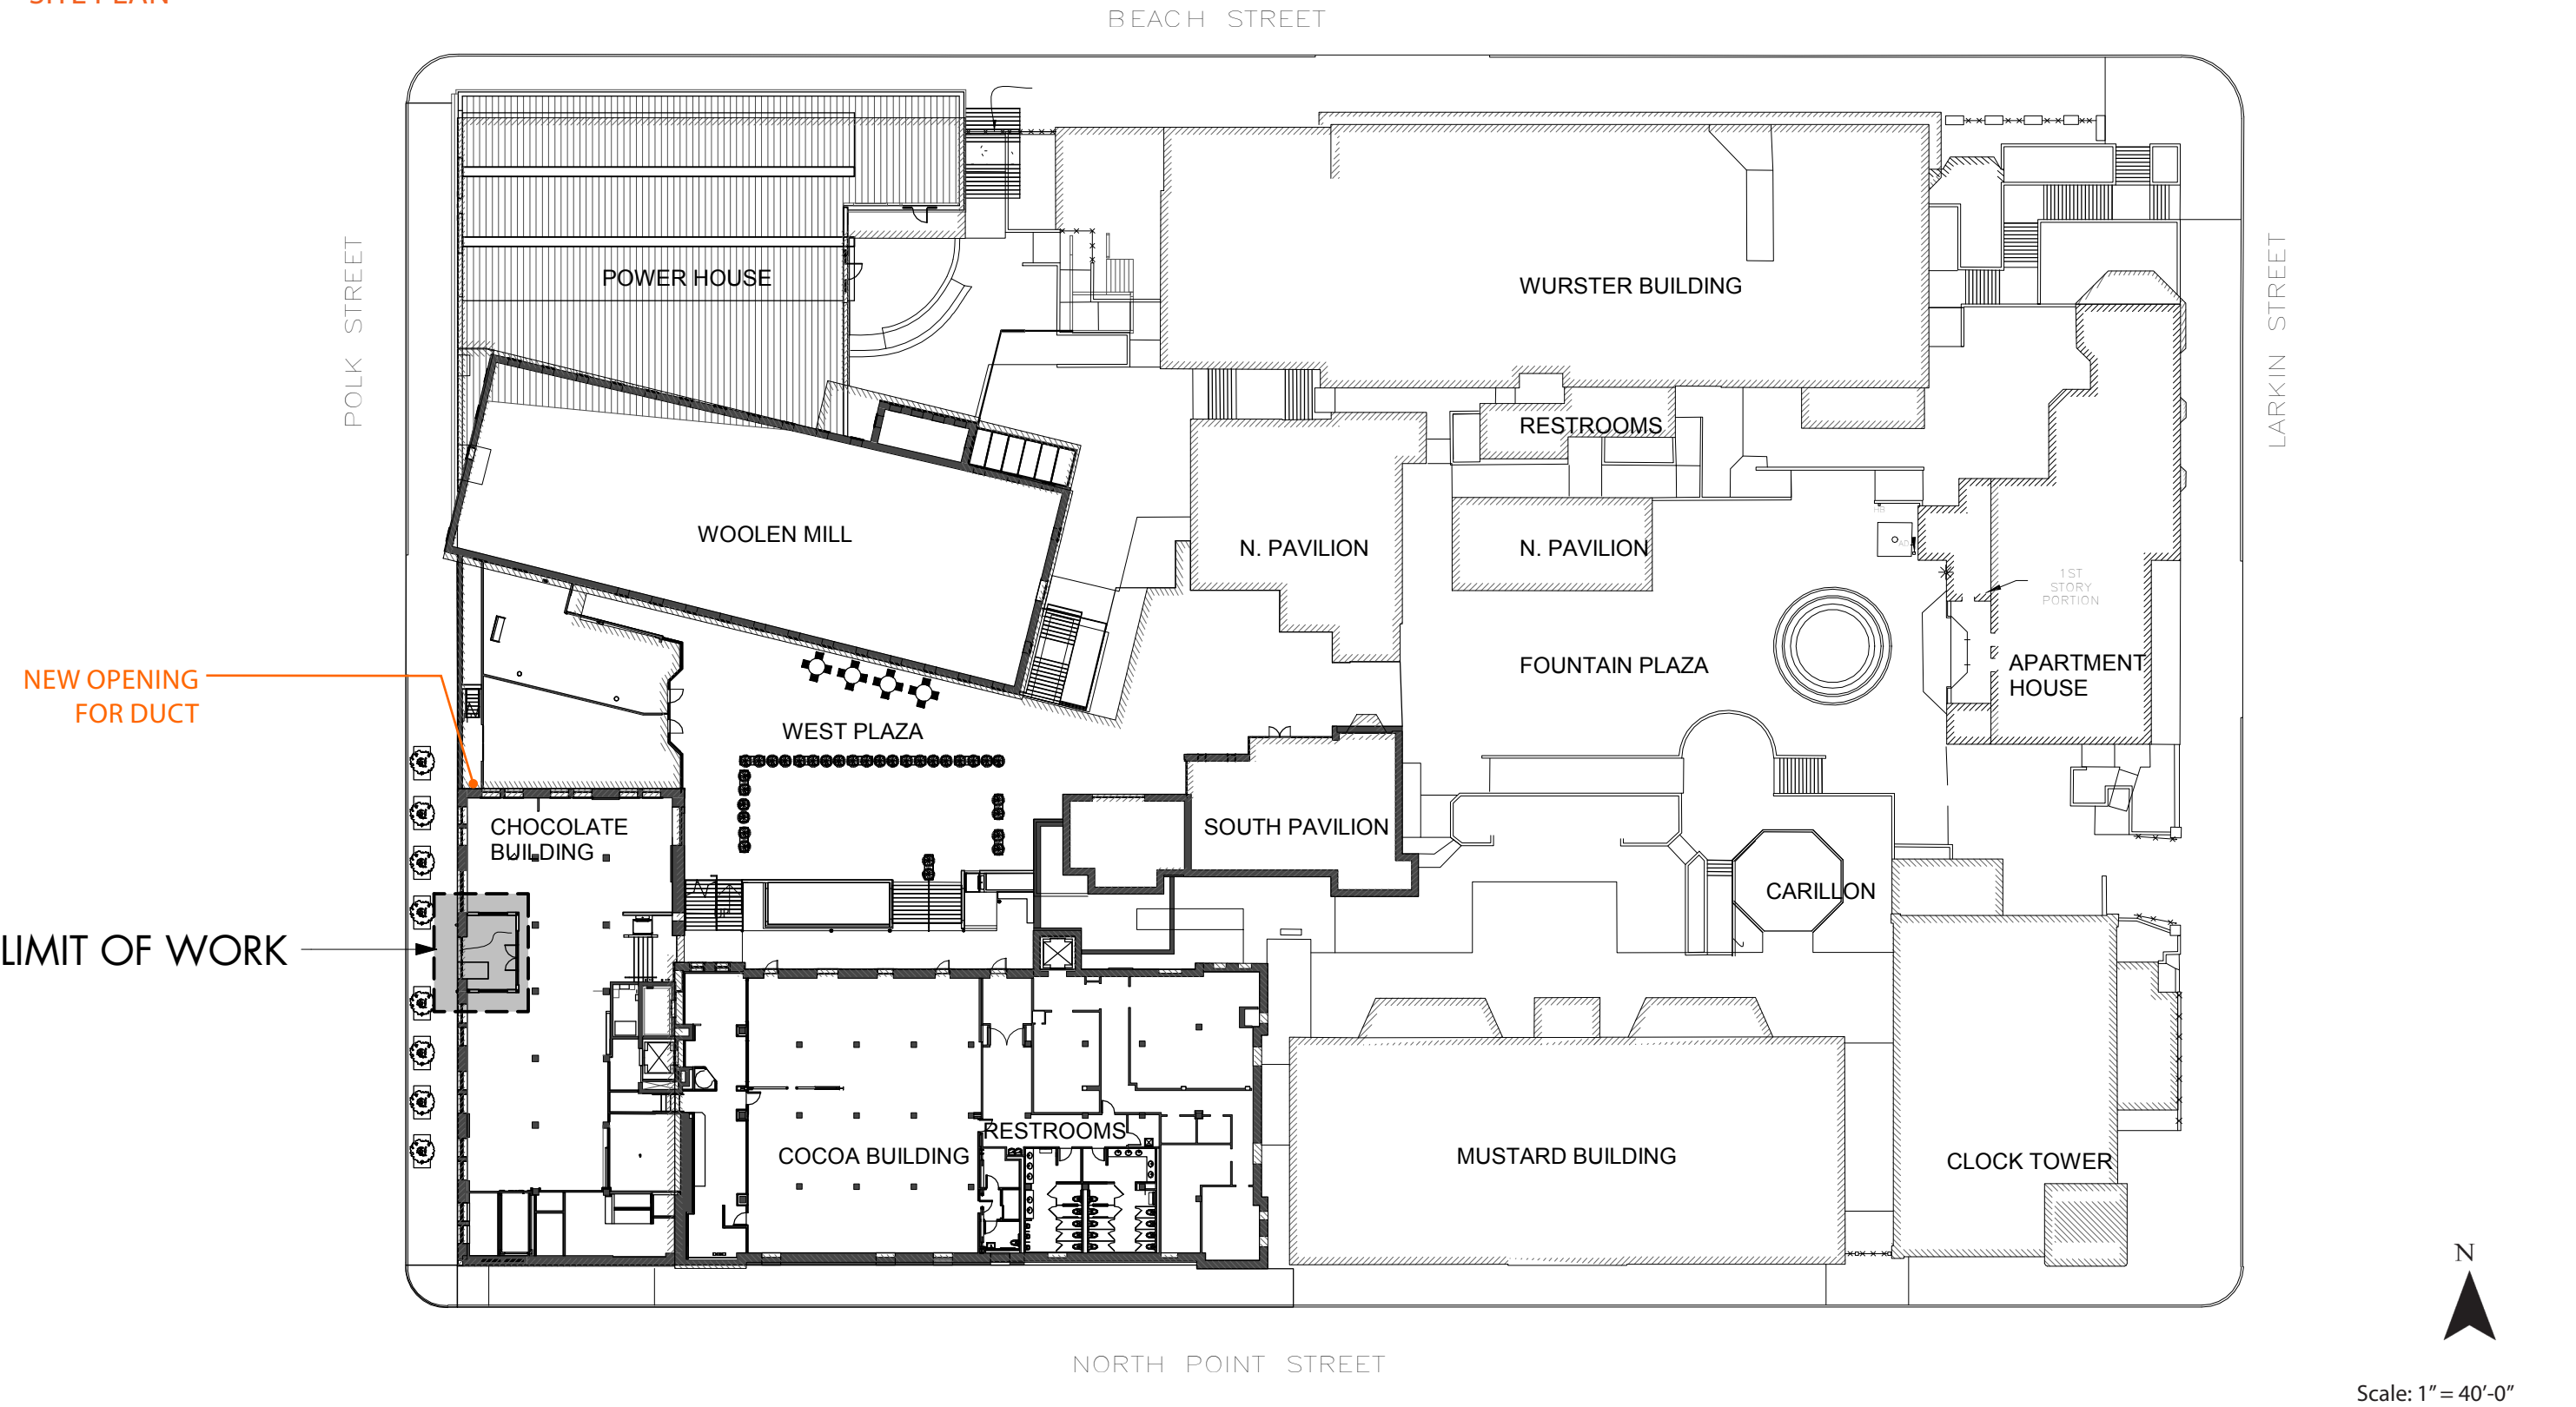 SITE PLAN
BEACH STREET
POLK STREET
LARKIN STREET
POWER HOUSE
WURSTER BUILDING
RESTROOMS
WOOLEN MILL
N. PAVILION
N. PAVILION
1ST
STORY
PORTION
NEW OPENING
FOR DUCT
FOUNTAIN PLAZA
APARTMENT
HOUSE
WEST PLAZA
CHOCOLATE
BUILDING
SOUTH PAVILION
CARILLON
LIMIT OF WORK
RESTROOMS
COCOA BUILDING
MUSTARD BUILDING
CLOCK TOWER
N
NORTH POINT STREET
Scale: 1” = 40’-0”